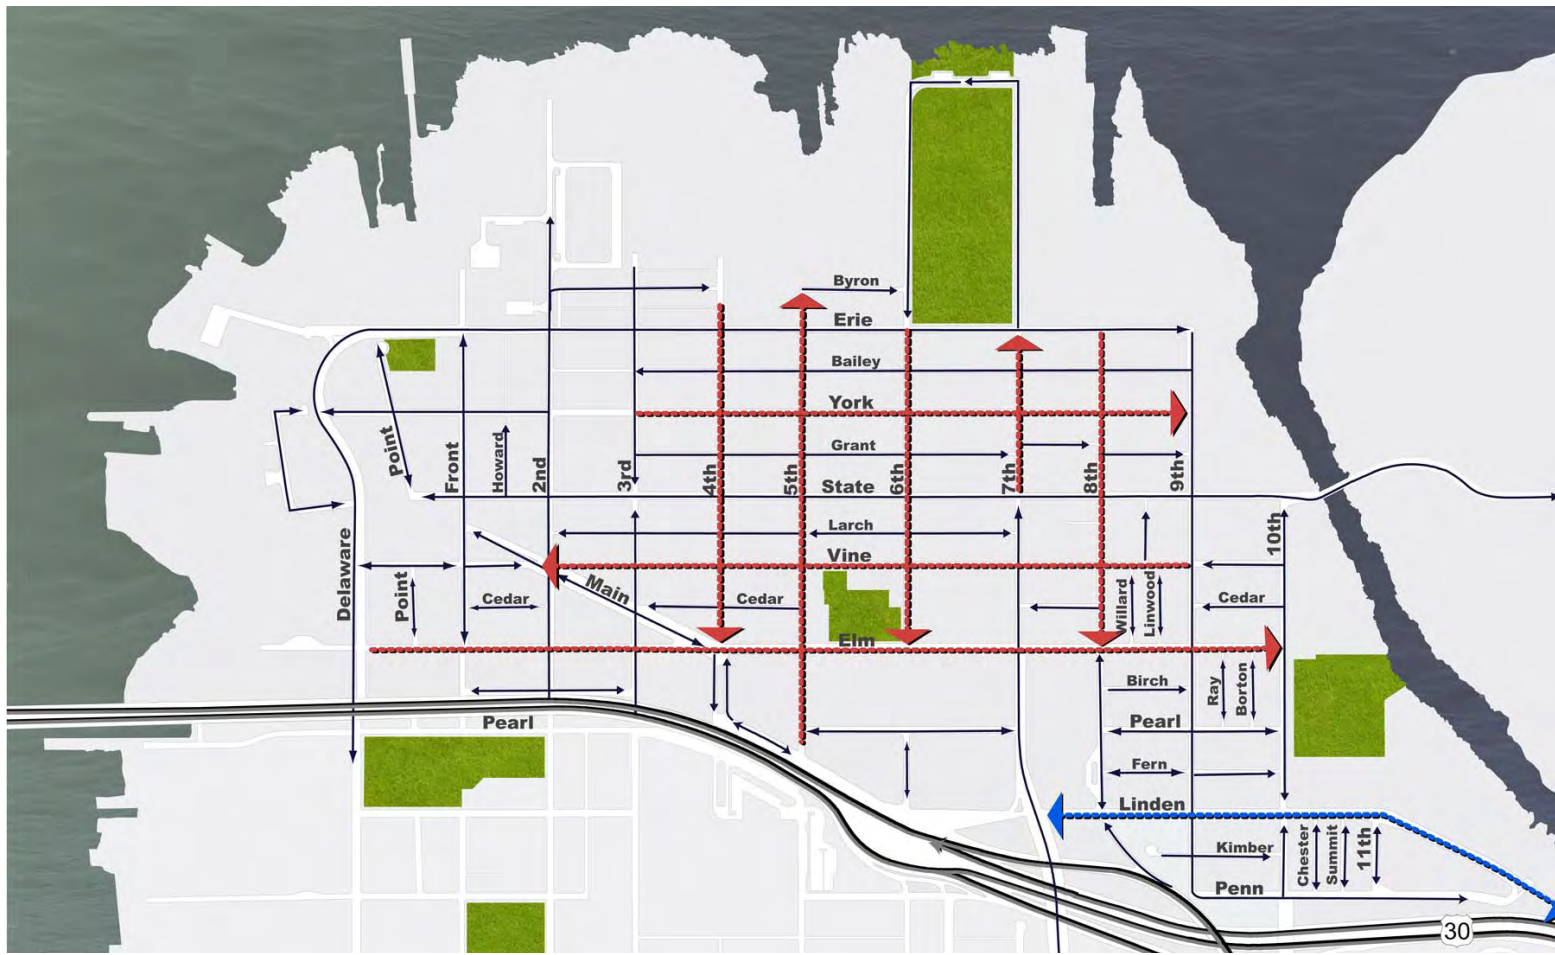 Byron
Erie
Bailey
York
Grant
Point
Front
Howard
2nd
3rd
4th
5th
6th
7th
8th
9th
State
Larch
Vine
10th
Delaware
Main
Point
Cedar
Cedar
Willard
Linwood
Cedar
Elm
Birch
Ray
Borton
Pearl
Pearl
Fern
Linden
Kimber
Chester
Summit
11th
Penn
30